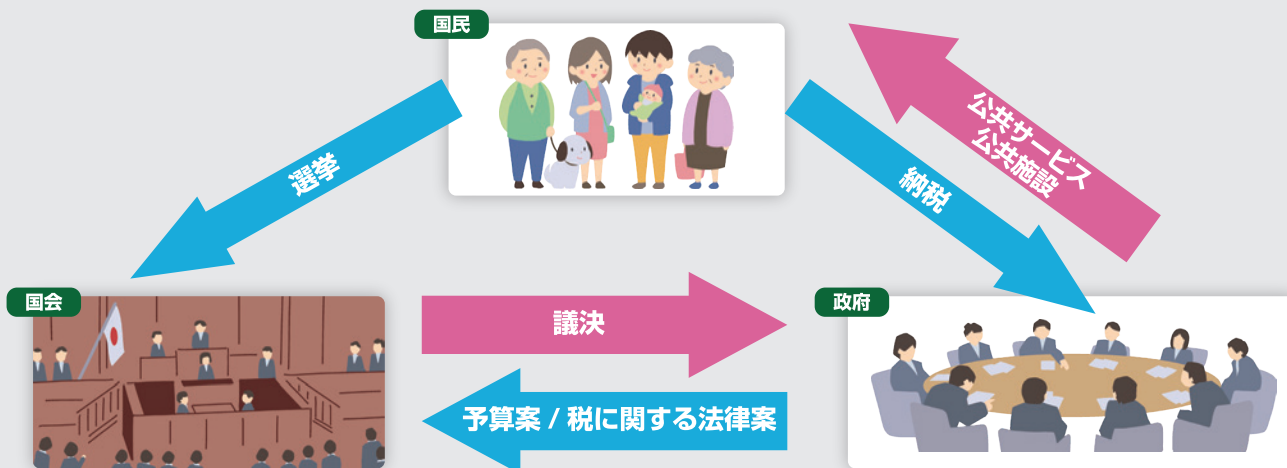 国民
選挙
納税
公共サービス
公共施設
国会
議決
政府
予算案 / 税に関する法律案